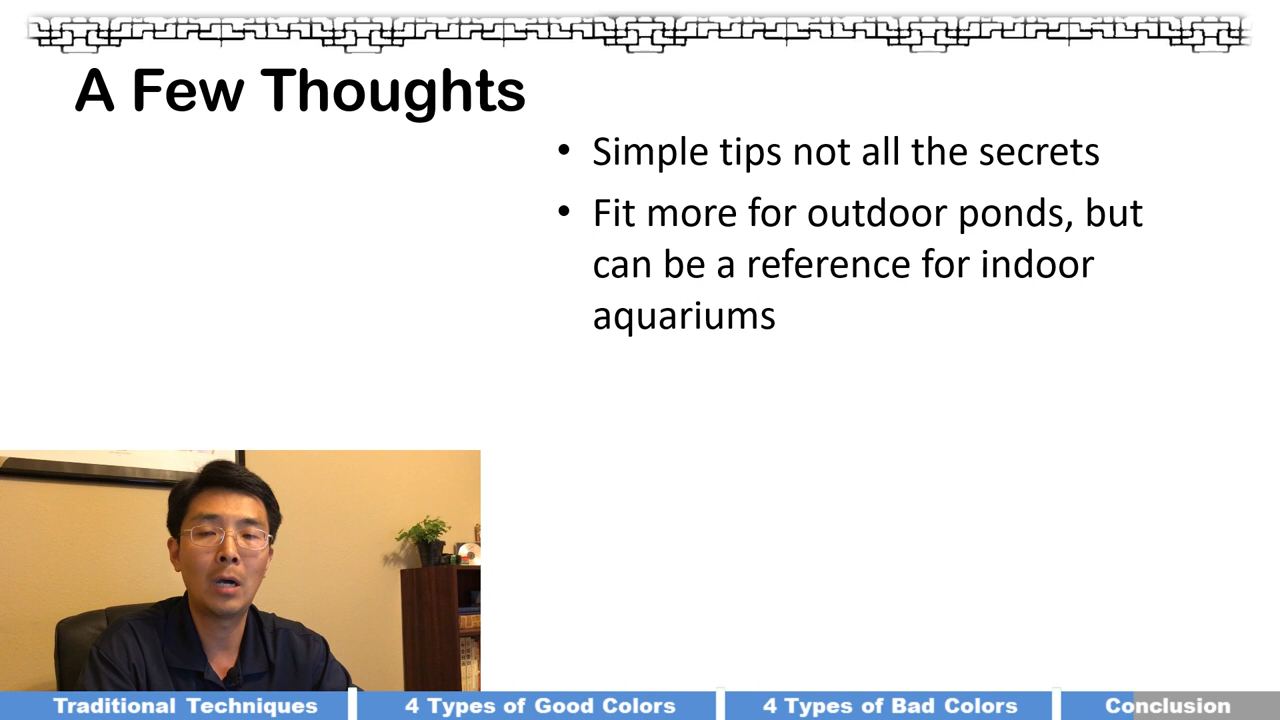 A Few Thoughts
• Simple tips not all the secrets
• Fit more for outdoor ponds, but
can be a reference for indoor
aquariums
Traditional Techniques
4 Types of Good Colors
4 Types of Bad Colors
Conclusion